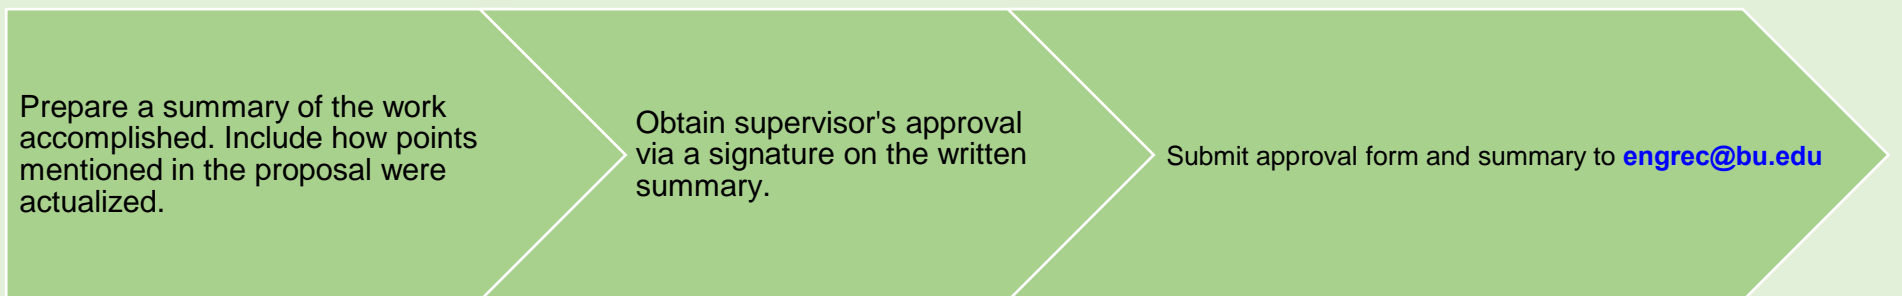 Prepare a summary of the work
accomplished. Include how points
mentioned in the proposal were
actualized.
Obtain supervisor's approval
via a signature on the written
summary.
Submit approval form and summary to engrec@bu.edu